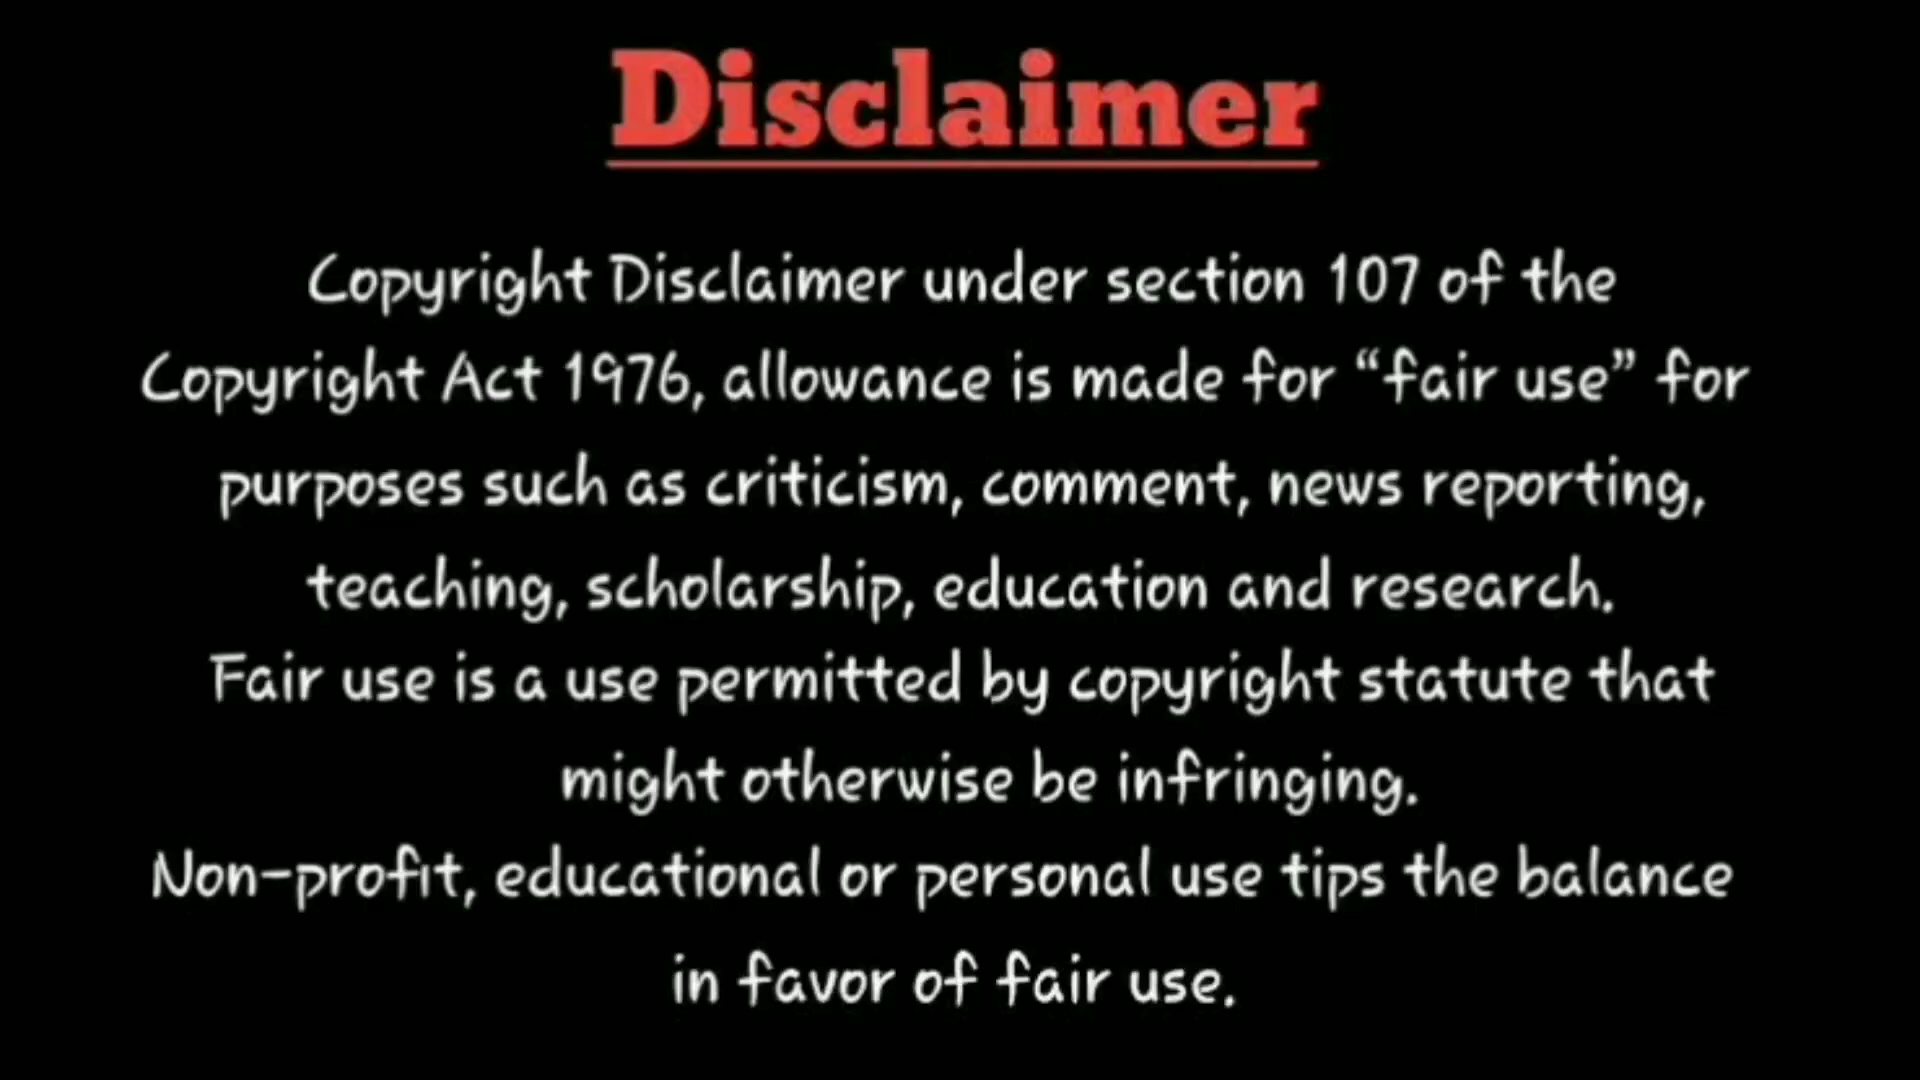 Disclaimer
Copyright Disclaimer under section 107 of the
Copyright Act 1976, allowance is made for “fair use” for
purposes such as criticism, comment, news reporting,
teaching, scholarship, education and research.
Fair use is a use permitted by copyright statute that
might otherwise be infringing.
Non-profit, educational or personal use tips the balance
in favor of fair use.